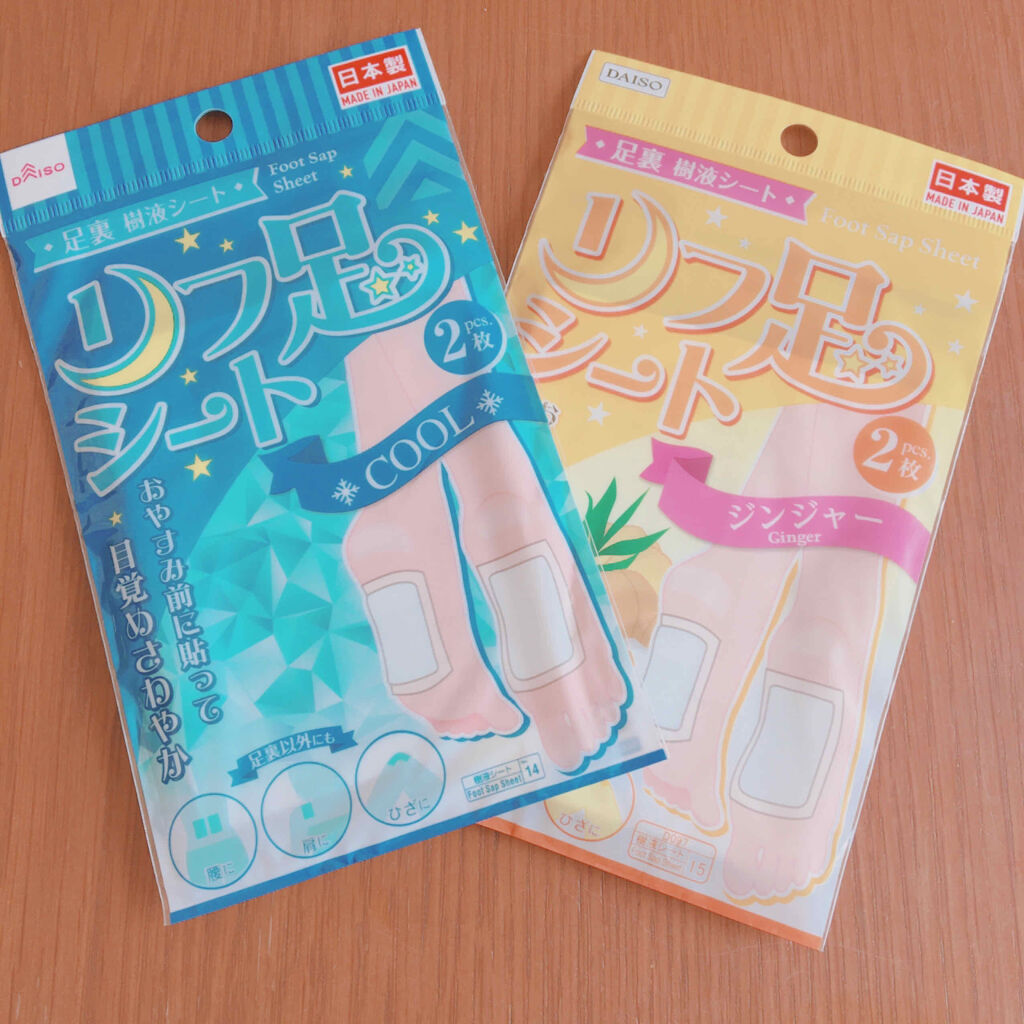 DAISO
日本製
MADE IN JAPAN
足裏 樹液シート
Foot Sap
Sheet
リフ足
シート
2 pcs.
枚
COOL
おやすみ前に貼って
目覚めさわやか
足裏以外にも
腰に
肩に
ひざに
樹液シート
Foot Sap Sheet
No.
14
DAISO
日本製
MADE IN JAPAN
足裏 樹液シート
Foot Sap Sheet
リフ足
シート
2 pcs.
枚
ジンジャー
Ginger
ひざに
樹液シート
Foot Sap Sheet
15